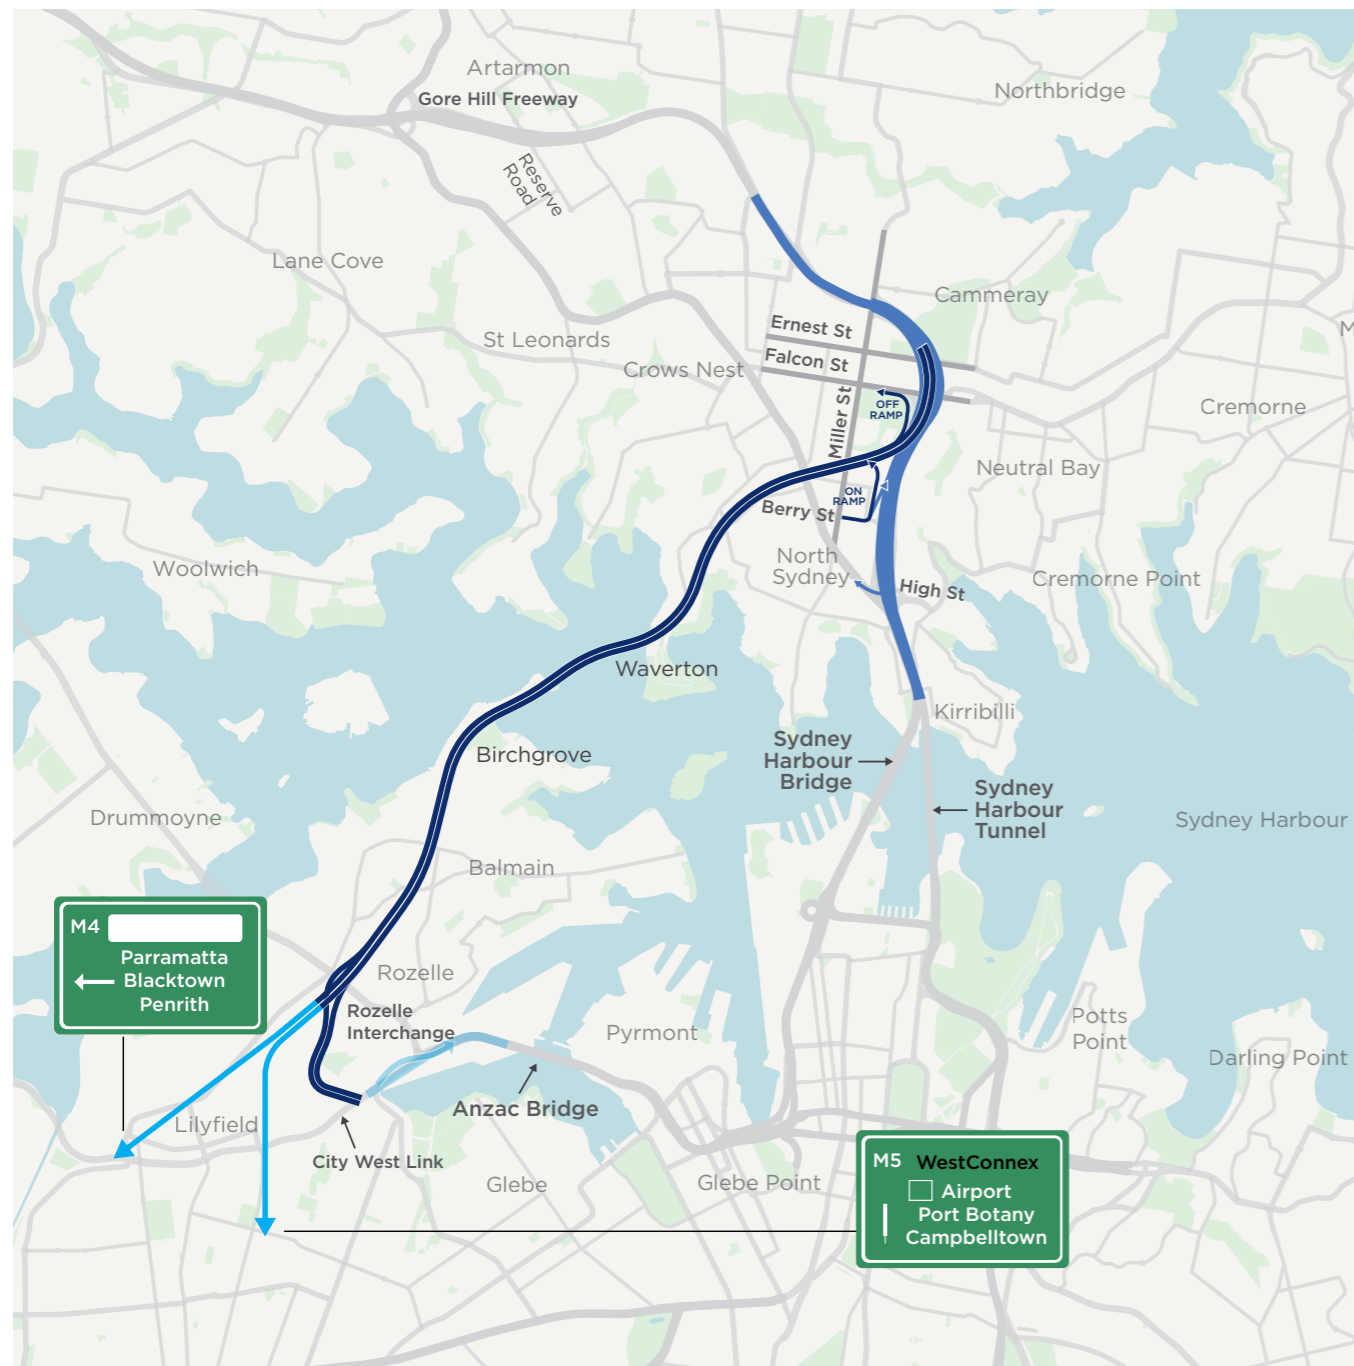 Artarmon
Gore Hill Freeway
Northbridge
Reserve
Road
Lane Cove
Cammeray
Ernest St
St Leonards
Falcon St
Crows Nest
M
OFF
RAMP
Miller St
Cremorne
Neutral Bay
ON
RAMP
Berry St
North
Sydney
Woolwich
High St
Cremorne Point
Waverton
Kirribilli
Birchgrove
Sydney
Harbour
Bridge
Sydney
Harbour
Tunnel
Drummoyne
Sydney Harbour
Balmain
M4
Parramatta
Blacktown
Penrith
Rozelle
Rozelle
Interchange
Pyrmont
Potts
Point
Darling Point
Anzac Bridge
Lilyfield
City West Link
Glebe
Glebe Point
M5 WestConnex
Airport
Port Botany
Campbelltown